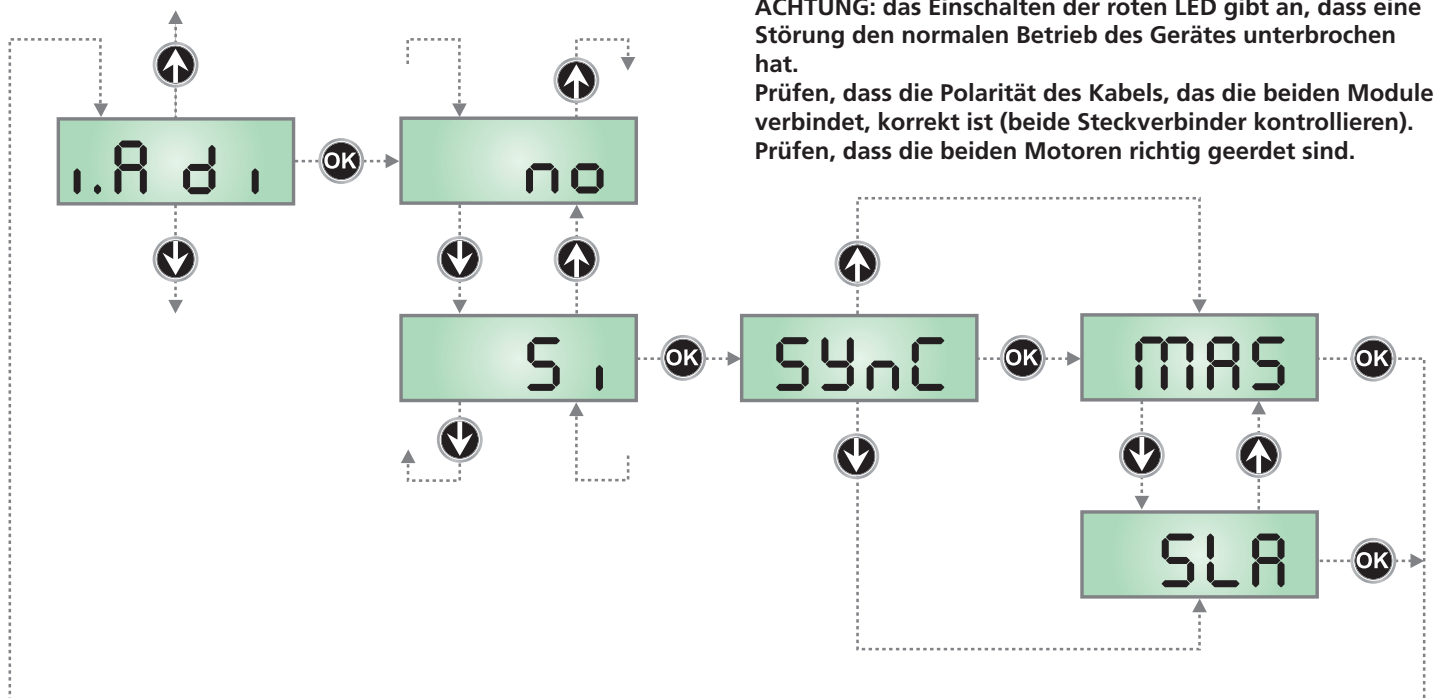 ACHTUNG: das Einschalten der roten LED gibt an, dass eine
Störung den normalen Betrieb des Gerätes unterbrochen
hat.
Prüfen, dass die Polarität des Kabels, das die beiden Module
verbindet, korrekt ist (beide Steckverbinder kontrollieren).
Prüfen, dass die beiden Motoren richtig geerdet sind.
ı.Adı
OK
no
Sı
OK
SYnC
OK
MAS
OK
SLA
OK